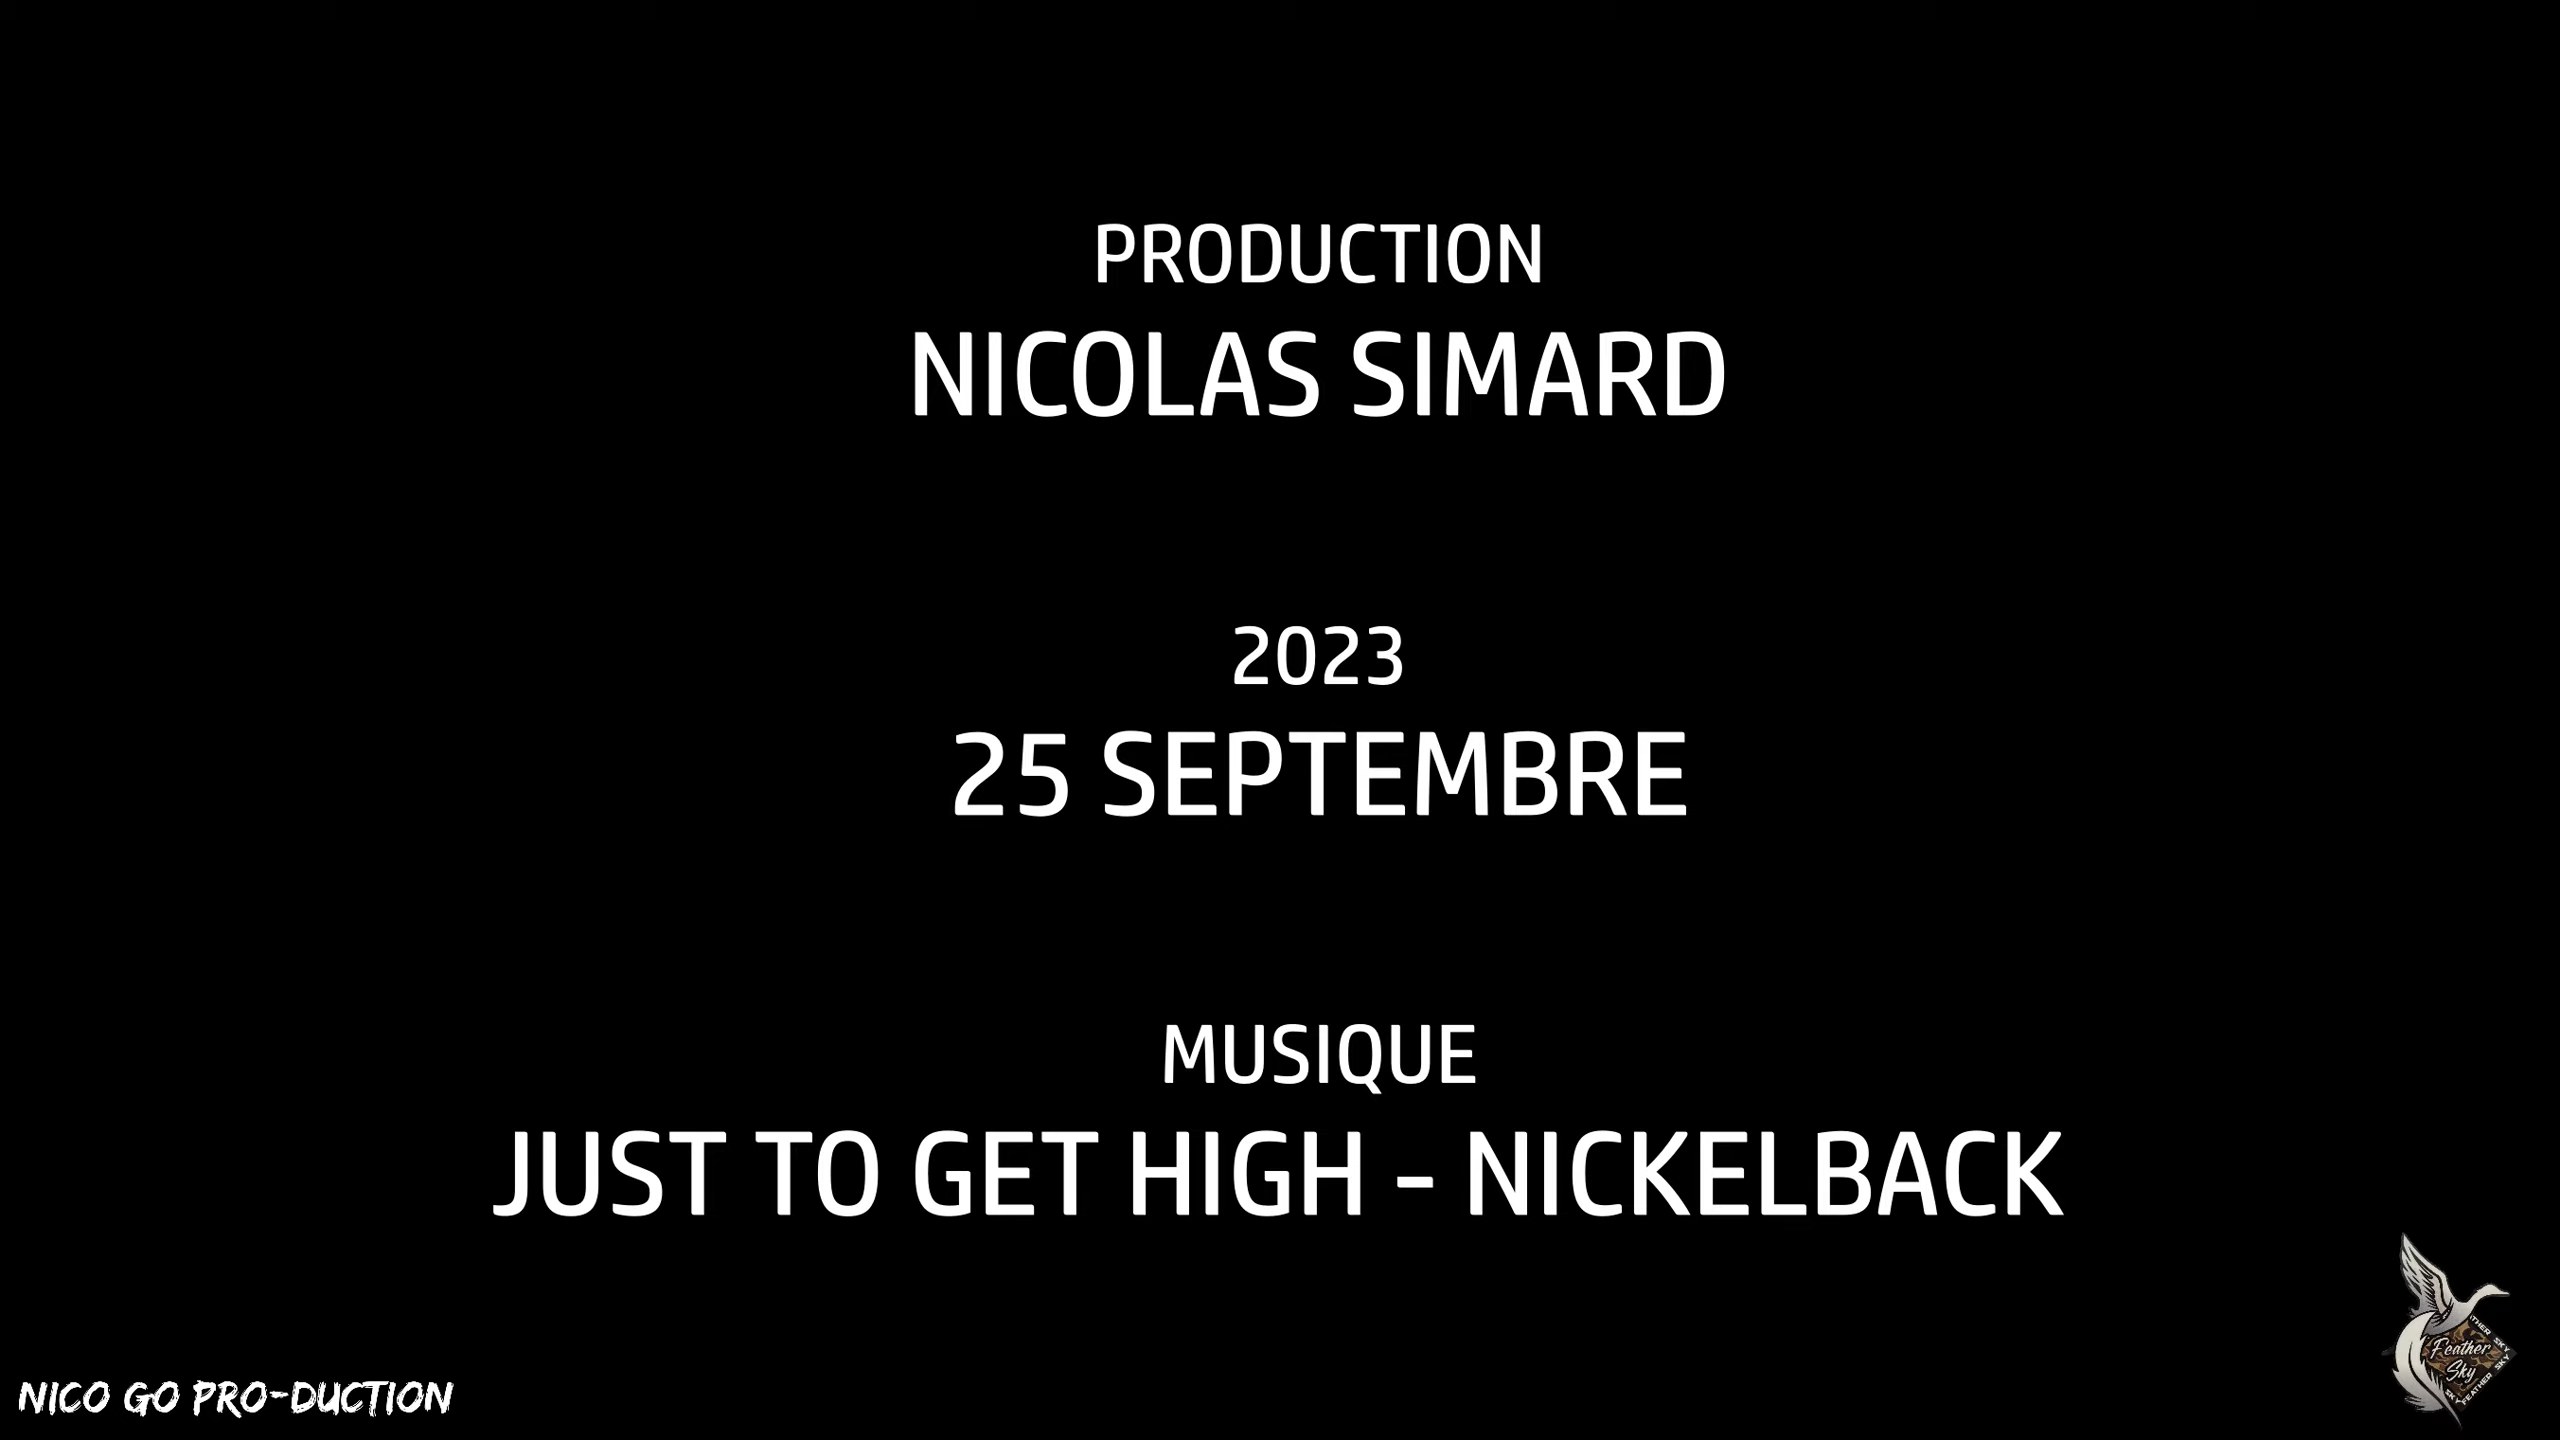 PRODUCTION
NICOLAS SIMARD
2023
25 SEPTEMBRE
MUSIQUE
JUST TO GET HIGH - NICKELBACK
NICO GO PRO-DUCTION
Feather
Sky